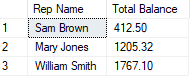 Rep Name Total Balance
1 Sam Brown 412.50
2 Mary Jones 1205.32
3 William Smith 1767.10